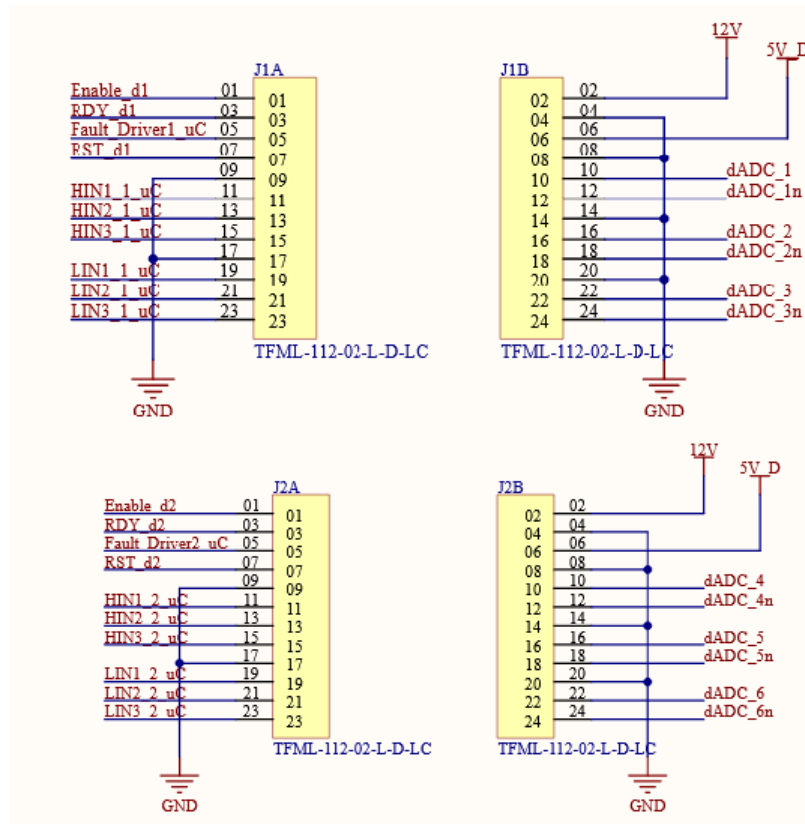 12V
5V_D
J1A
J1B
Enable_d1 01 01
02 02
RDY_d1 03 03
04 04
Fault_Driver1_uC 05 05
06 06
RST_d1 07 07
08 08
09 09
10 10 dADC_1
HIN1_1_uC 11 11
12 12 dADC_1n
HIN2_1_uC 13 13
14 14
HIN3_1_uC 15 15
16 16 dADC_2
17 17
18 18 dADC_2n
LIN1_1_uC 19 19
20 20
LIN2_1_uC 21 21
22 22 dADC_3
LIN3_1_uC 23 23
24 24 dADC_3n
TFML-112-02-L-D-LC
TFML-112-02-L-D-LC
GND
GND
12V
5V_D
J2A
J2B
Enable_d2 01 01
02 02
RDY_d2 03 03
04 04
Fault_Driver2_uC 05 05
06 06
RST_d2 07 07
08 08
09 09
10 10 dADC_4
HIN1_2_uC 11 11
12 12 dADC_4n
HIN2_2_uC 13 13
14 14
HIN3_2_uC 15 15
16 16 dADC_5
17 17
18 18 dADC_5n
LIN1_2_uC 19 19
20 20
LIN2_2_uC 21 21
22 22 dADC_6
LIN3_2_uC 23 23
24 24 dADC_6n
TFML-112-02-L-D-LC
TFML-112-02-L-D-LC
GND
GND